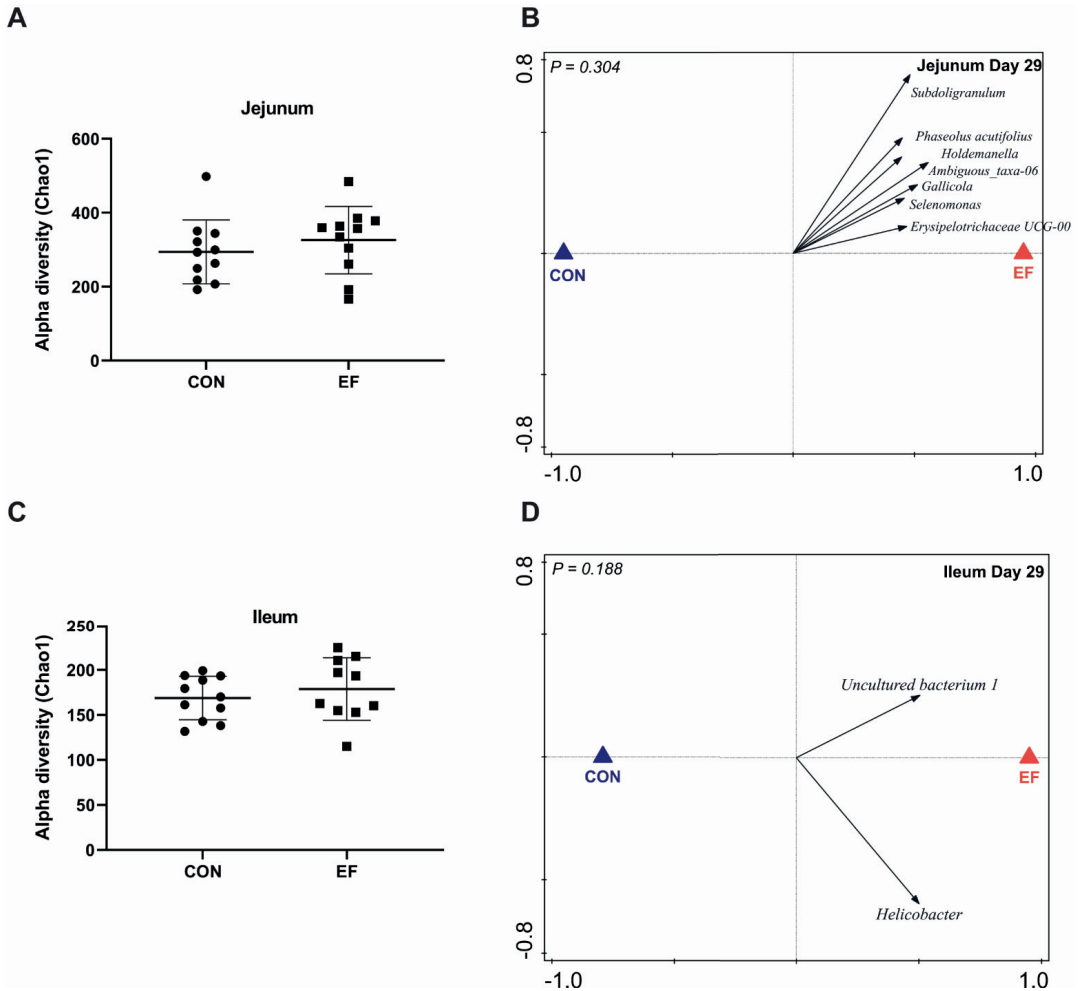 A
Jejunum
Alpha diversity (Chao1)
600
400
200
0
CON
EF
B
P = 0.304
Jejunum Day 29
Subdoligranulum
Phaseolus acutifolius
Holdemanella
Ambiguous_taxa-06
Gallicola
Selenomonas
Erysipelotrichaceae UCG-00
CON
EF
0.8
-0.8
-1.0
1.0
C
Ileum
Alpha diversity (Chao1)
250
200
150
100
50
0
CON
EF
D
P = 0.188
Ileum Day 29
Uncultured bacterium 1
CON
EF
Helicobacter
0.8
-0.8
-1.0
1.0